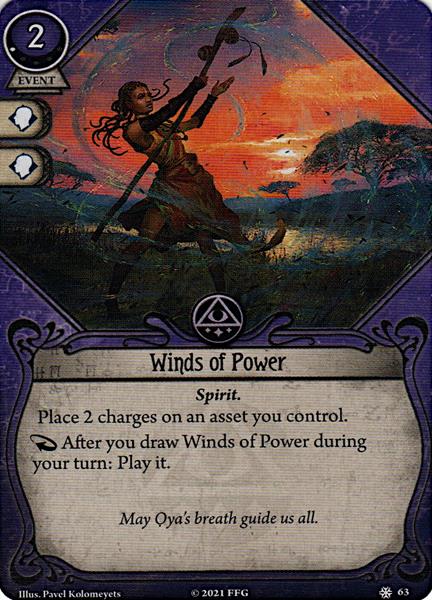 2
EVENT
Winds of Power
Spirit.
Place 2 charges on an asset you control.
After you draw Winds of Power during
your turn: Play it.
May Ọya's breath guide us all.
Illus. Pavel Kolomeyets
© 2021 FFG
63